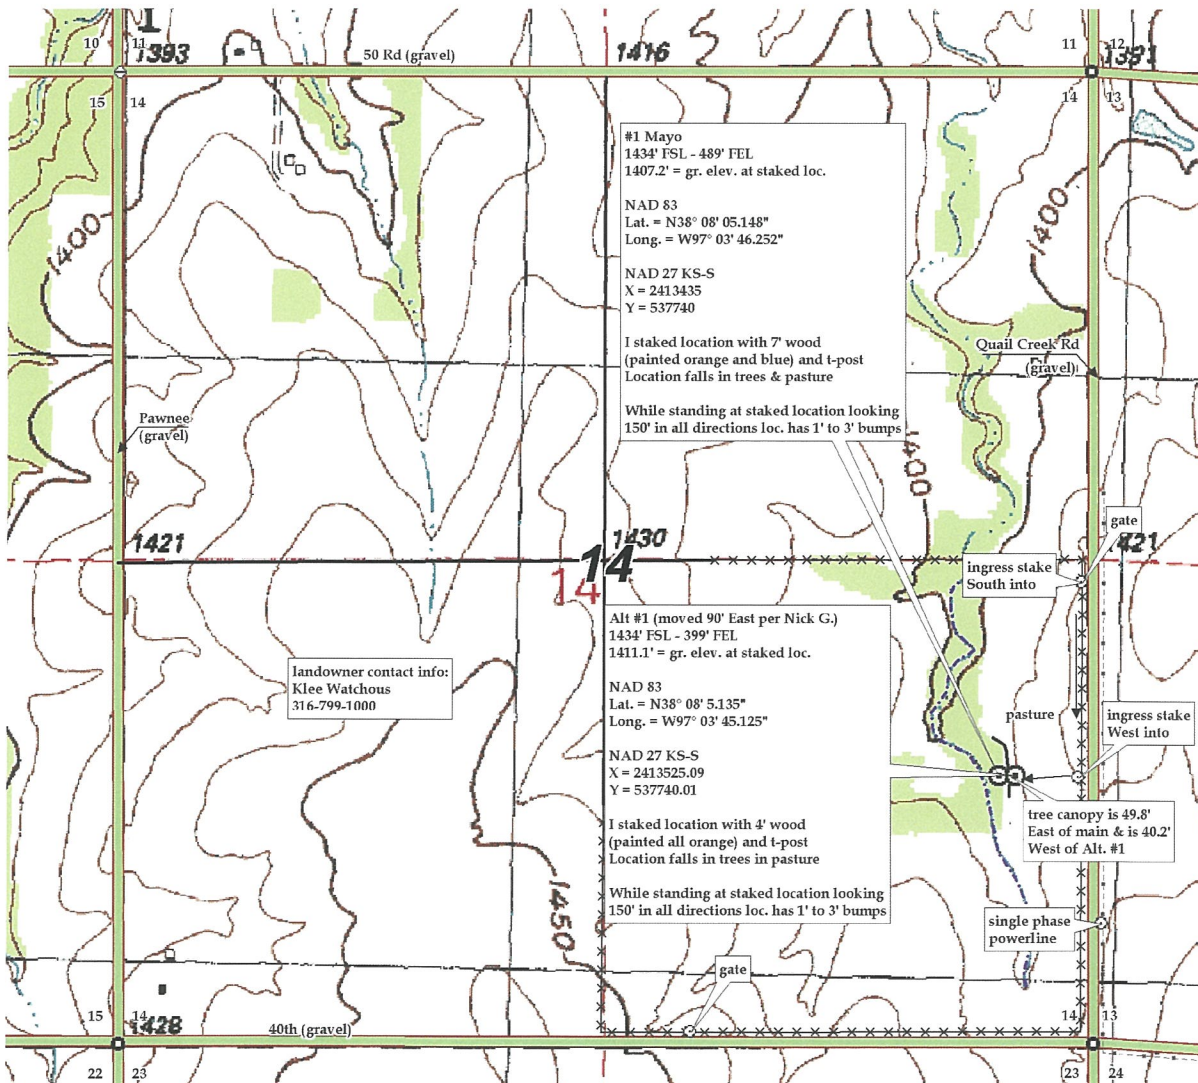 1
10 11
1393
50 Rd (gravel)
1416
11 12
1391
15 14
14 13
#1 Mayo
1434' FSL - 489' FEL
1407.2' = gr. elev. at staked loc.
NAD 83
Lat. = N38° 08' 05.148"
Long. = W97° 03' 46.252"
NAD 27 KS-S
X = 2413435
Y = 537740
I staked location with 7' wood
(painted orange and blue) and t-post
Location falls in trees & pasture
While standing at staked location looking
150' in all directions loc. has 1' to 3' bumps
1400
1400
Quail Creek Rd
(gravel)
Pawnee
(gravel)
1400
gate
1421
1430
1421
14
14
ingress stake
South into
Alt #1 (moved 90' East per Nick G.)
1434' FSL - 399' FEL
1411.1' = gr. elev. at staked loc.
NAD 83
Lat. = N38° 08' 5.135"
Long. = W97° 03' 45.125"
NAD 27 KS-S
X = 2413525.09
Y = 537740.01
I staked location with 4' wood
(painted all orange) and t-post
Location falls in trees in pasture
While standing at staked location looking
150' in all directions loc. has 1' to 3' bumps
landowner contact info:
Klee Watchous
316-799-1000
pasture
ingress stake
West into
tree canopy is 49.8'
East of main & is 40.2'
West of Alt. #1
1450
single phase
powerline
gate
15 14
1428
40th (gravel)
14 13
22 23
23 24